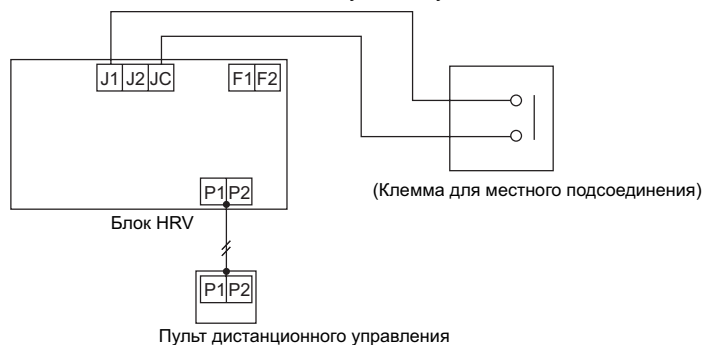 J1 J2 JC F1 F2
P1 P2
(Клемма для местного подсоединения)
Блок HRV
P1 P2
Пульт дистанционного управления